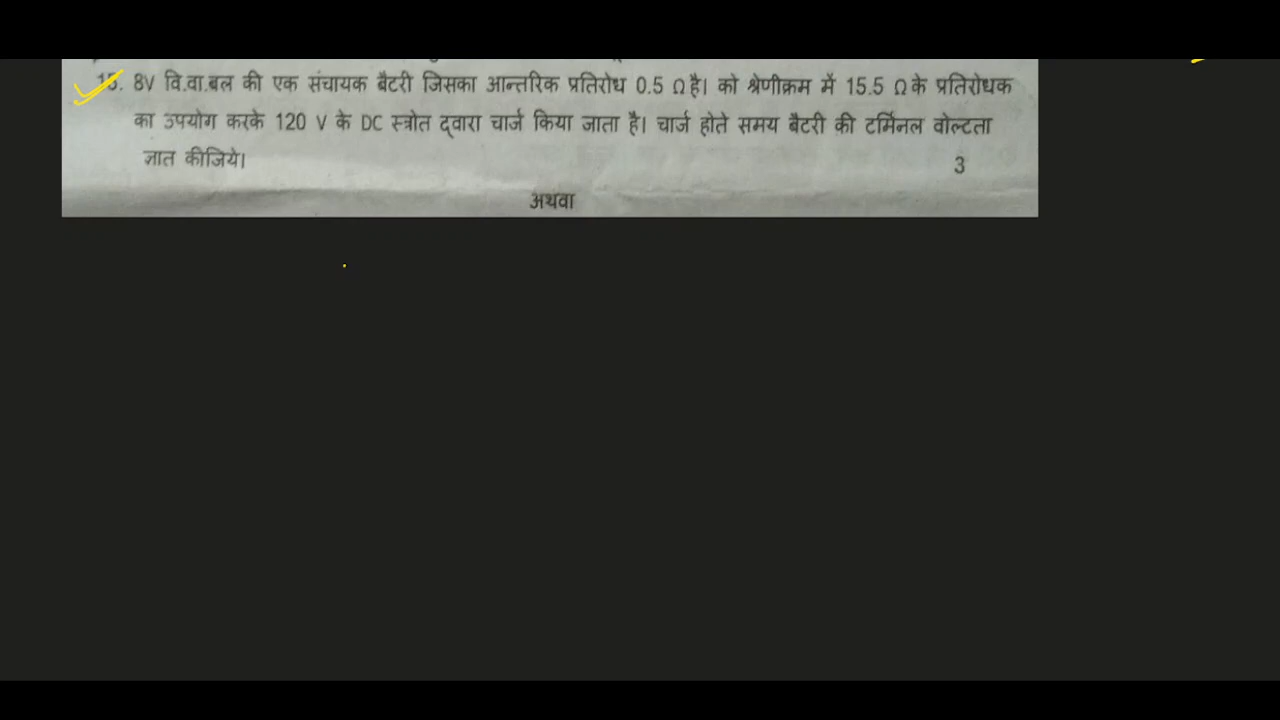 15. 8V वि.वा.बल की एक संचायक बैटरी जिसका आन्तरिक प्रतिरोध 0.5 Ω है। को श्रेणीक्रम में 15.5 Ω के प्रतिरोधक
का उपयोग करके 120 V के DC स्त्रोत द्वारा चार्ज किया जाता है। चार्ज होते समय बैटरी की टर्मिनल वोल्टता
ज्ञात कीजिये। 3
अथवा